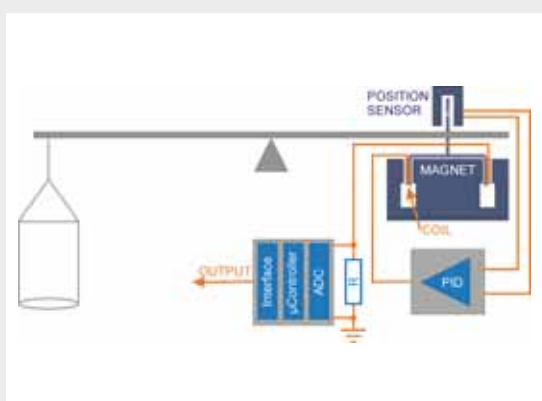 POSITION
SENSOR
MAGNET
COIL
OUTPUT
Interface
µController
ADC
R
PID